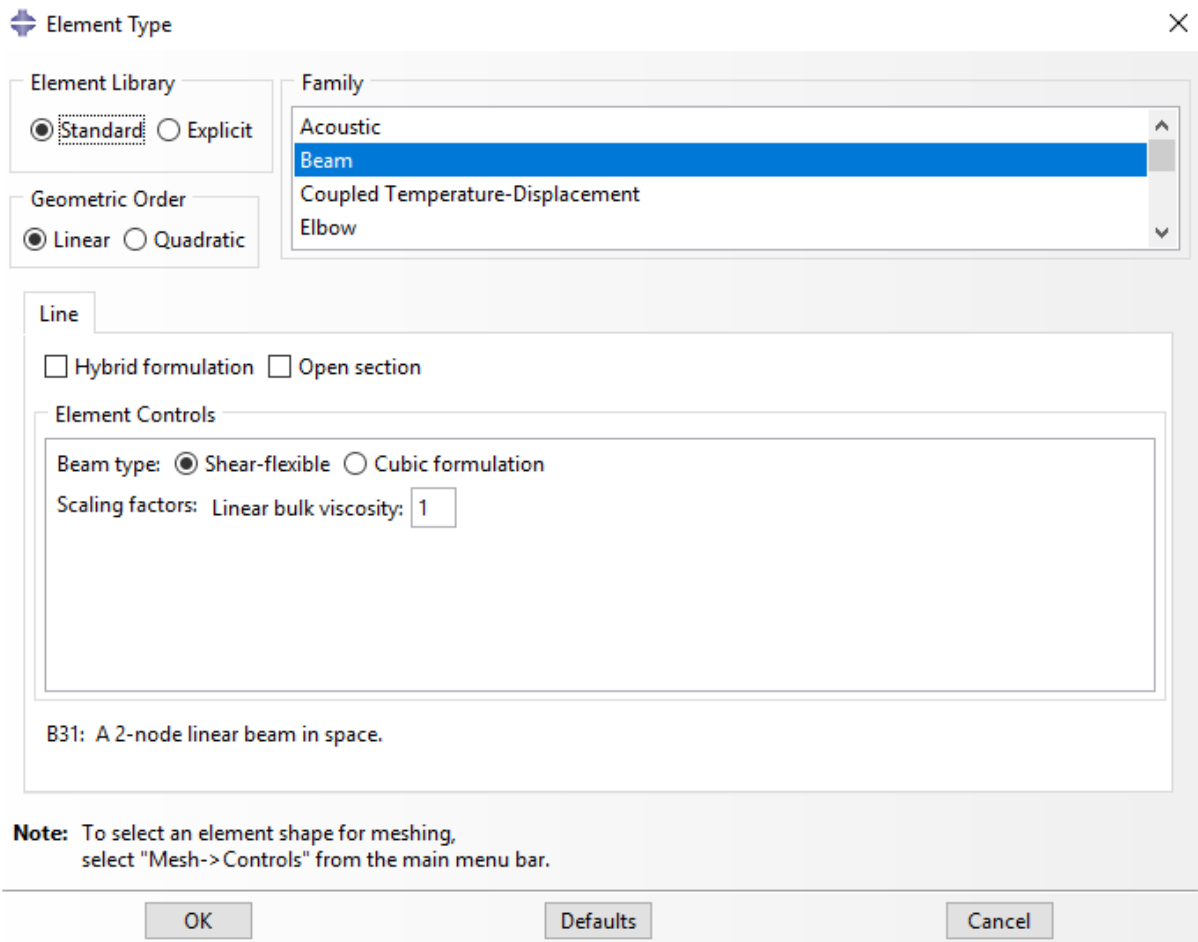 Element Type
Element Library
Standard Explicit
Geometric Order
Linear Quadratic
Family
Acoustic
Beam
Coupled Temperature-Displacement
Elbow
Line
Hybrid formulation Open section
Element Controls
Beam type: Shear-flexible Cubic formulation
Scaling factors: Linear bulk viscosity: 1
B31: A 2-node linear beam in space.
Note: To select an element shape for meshing,
select "Mesh->Controls" from the main menu bar.
OK Defaults Cancel